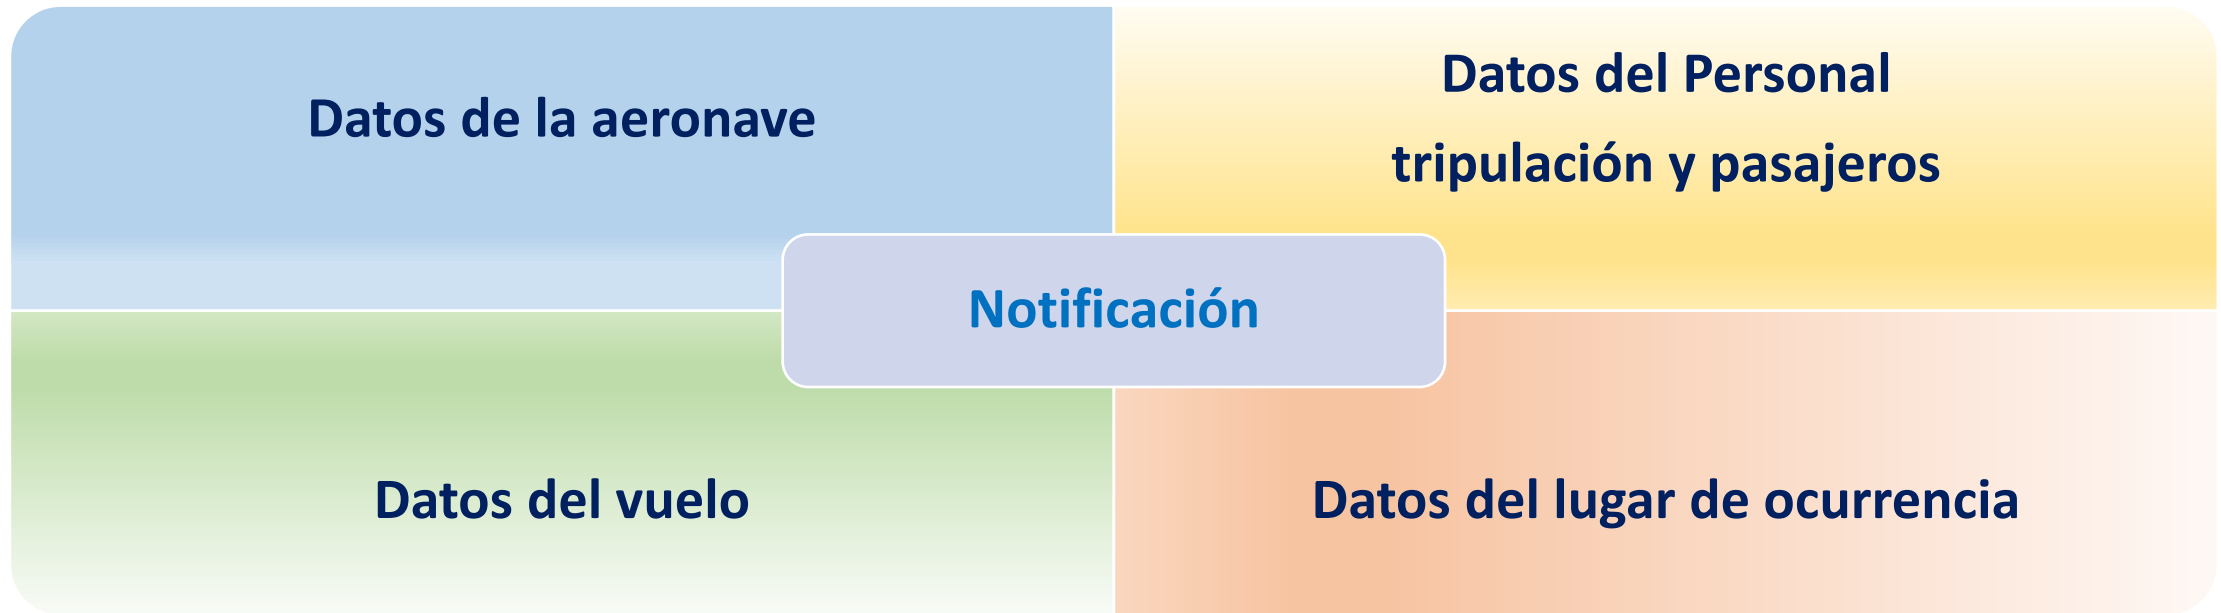 Datos de la aeronave
Datos del Personal
tripulación y pasajeros
Notificación
Datos del vuelo
Datos del lugar de ocurrencia